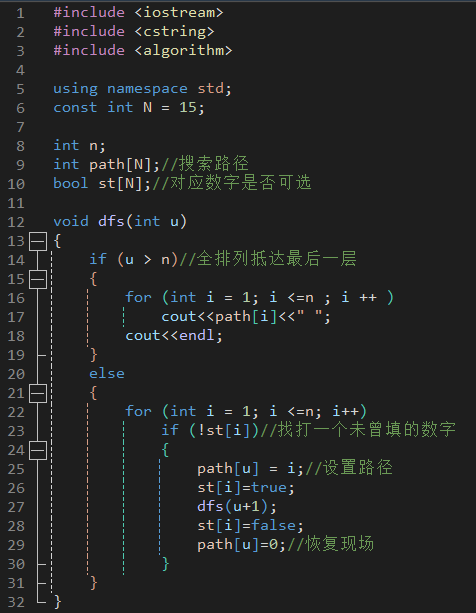 1 #include <iostream>
2 #include <cstring>
3 #include <algorithm>
4
5 using namespace std;
6 const int N = 15;
7
8 int n;
9 int path[N];//搜索路径
10 bool st[N];//对应数字是否可选
11
12 void dfs(int u)
13 {
14 if (u > n)//全排列抵达最后一层
15 {
16 for (int i = 1; i <=n ; i ++ )
17 cout<<path[i]<<" ";
18 cout<<endl;
19 }
20 else
21 {
22 for (int i = 1; i <=n; i++)
23 if (!st[i])//找打一个未曾填的数字
24 {
25 path[u] = i;//设置路径
26 st[i]=true;
27 dfs(u+1);
28 st[i]=false;
29 path[u]=0;//恢复现场
30 }
31 }
32 }